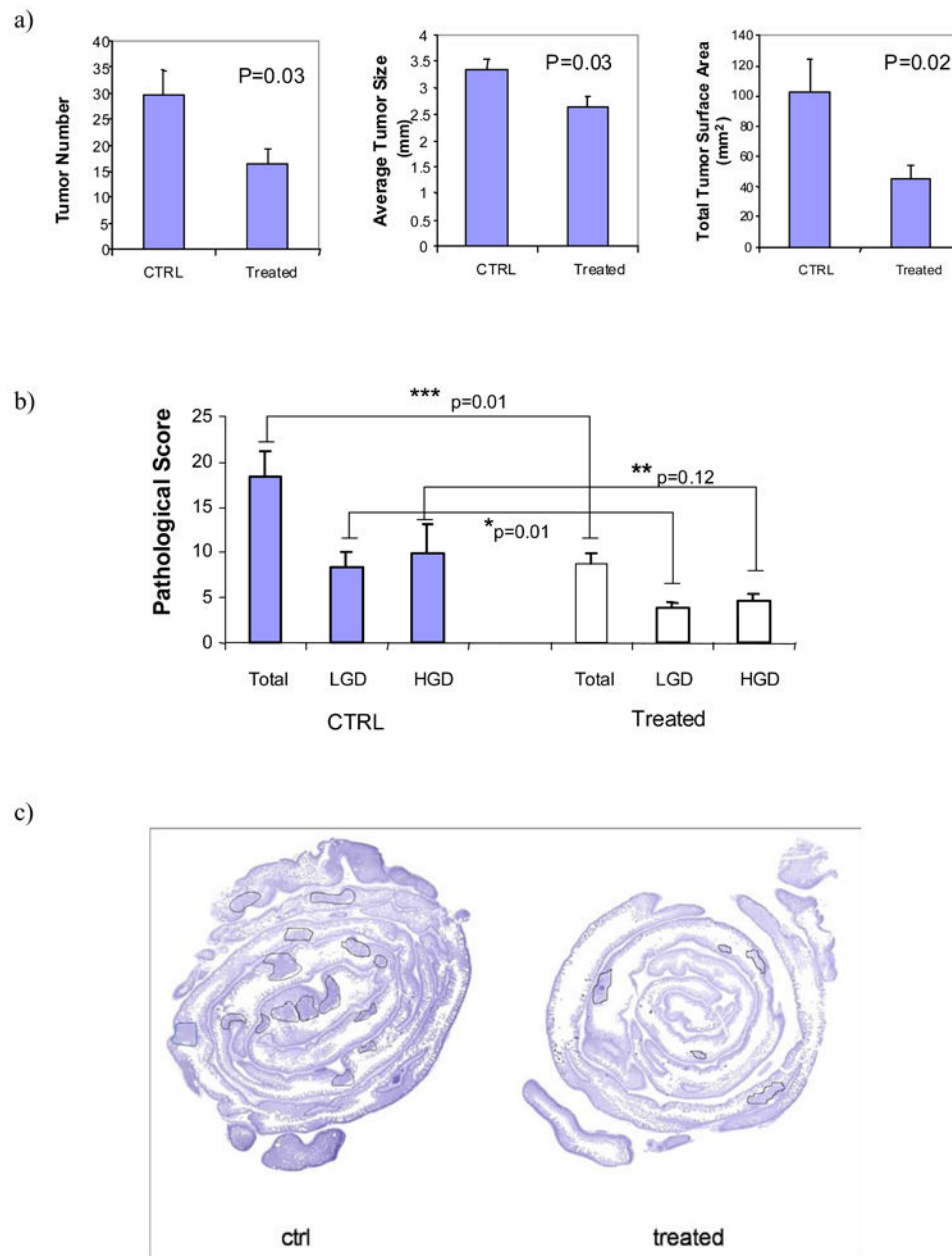 a)
40
35
30
25
20
15
10
5
0
Tumor Number
P=0.03
CTRL Treated
4
3.5
3
2.5
2
1.5
1
0.5
0
Average Tumor Size
(mm)
P=0.03
CTRL Treated
140
120
100
80
60
40
20
0
Total Tumor Surface Area
(mm²)
P=0.02
CTRL Treated
b)
25
20
15
10
5
0
Pathological Score
*** p=0.01
** p=0.12
*p=0.01
Total LGD HGD Total LGD HGD
CTRL Treated
c)
ctrl treated